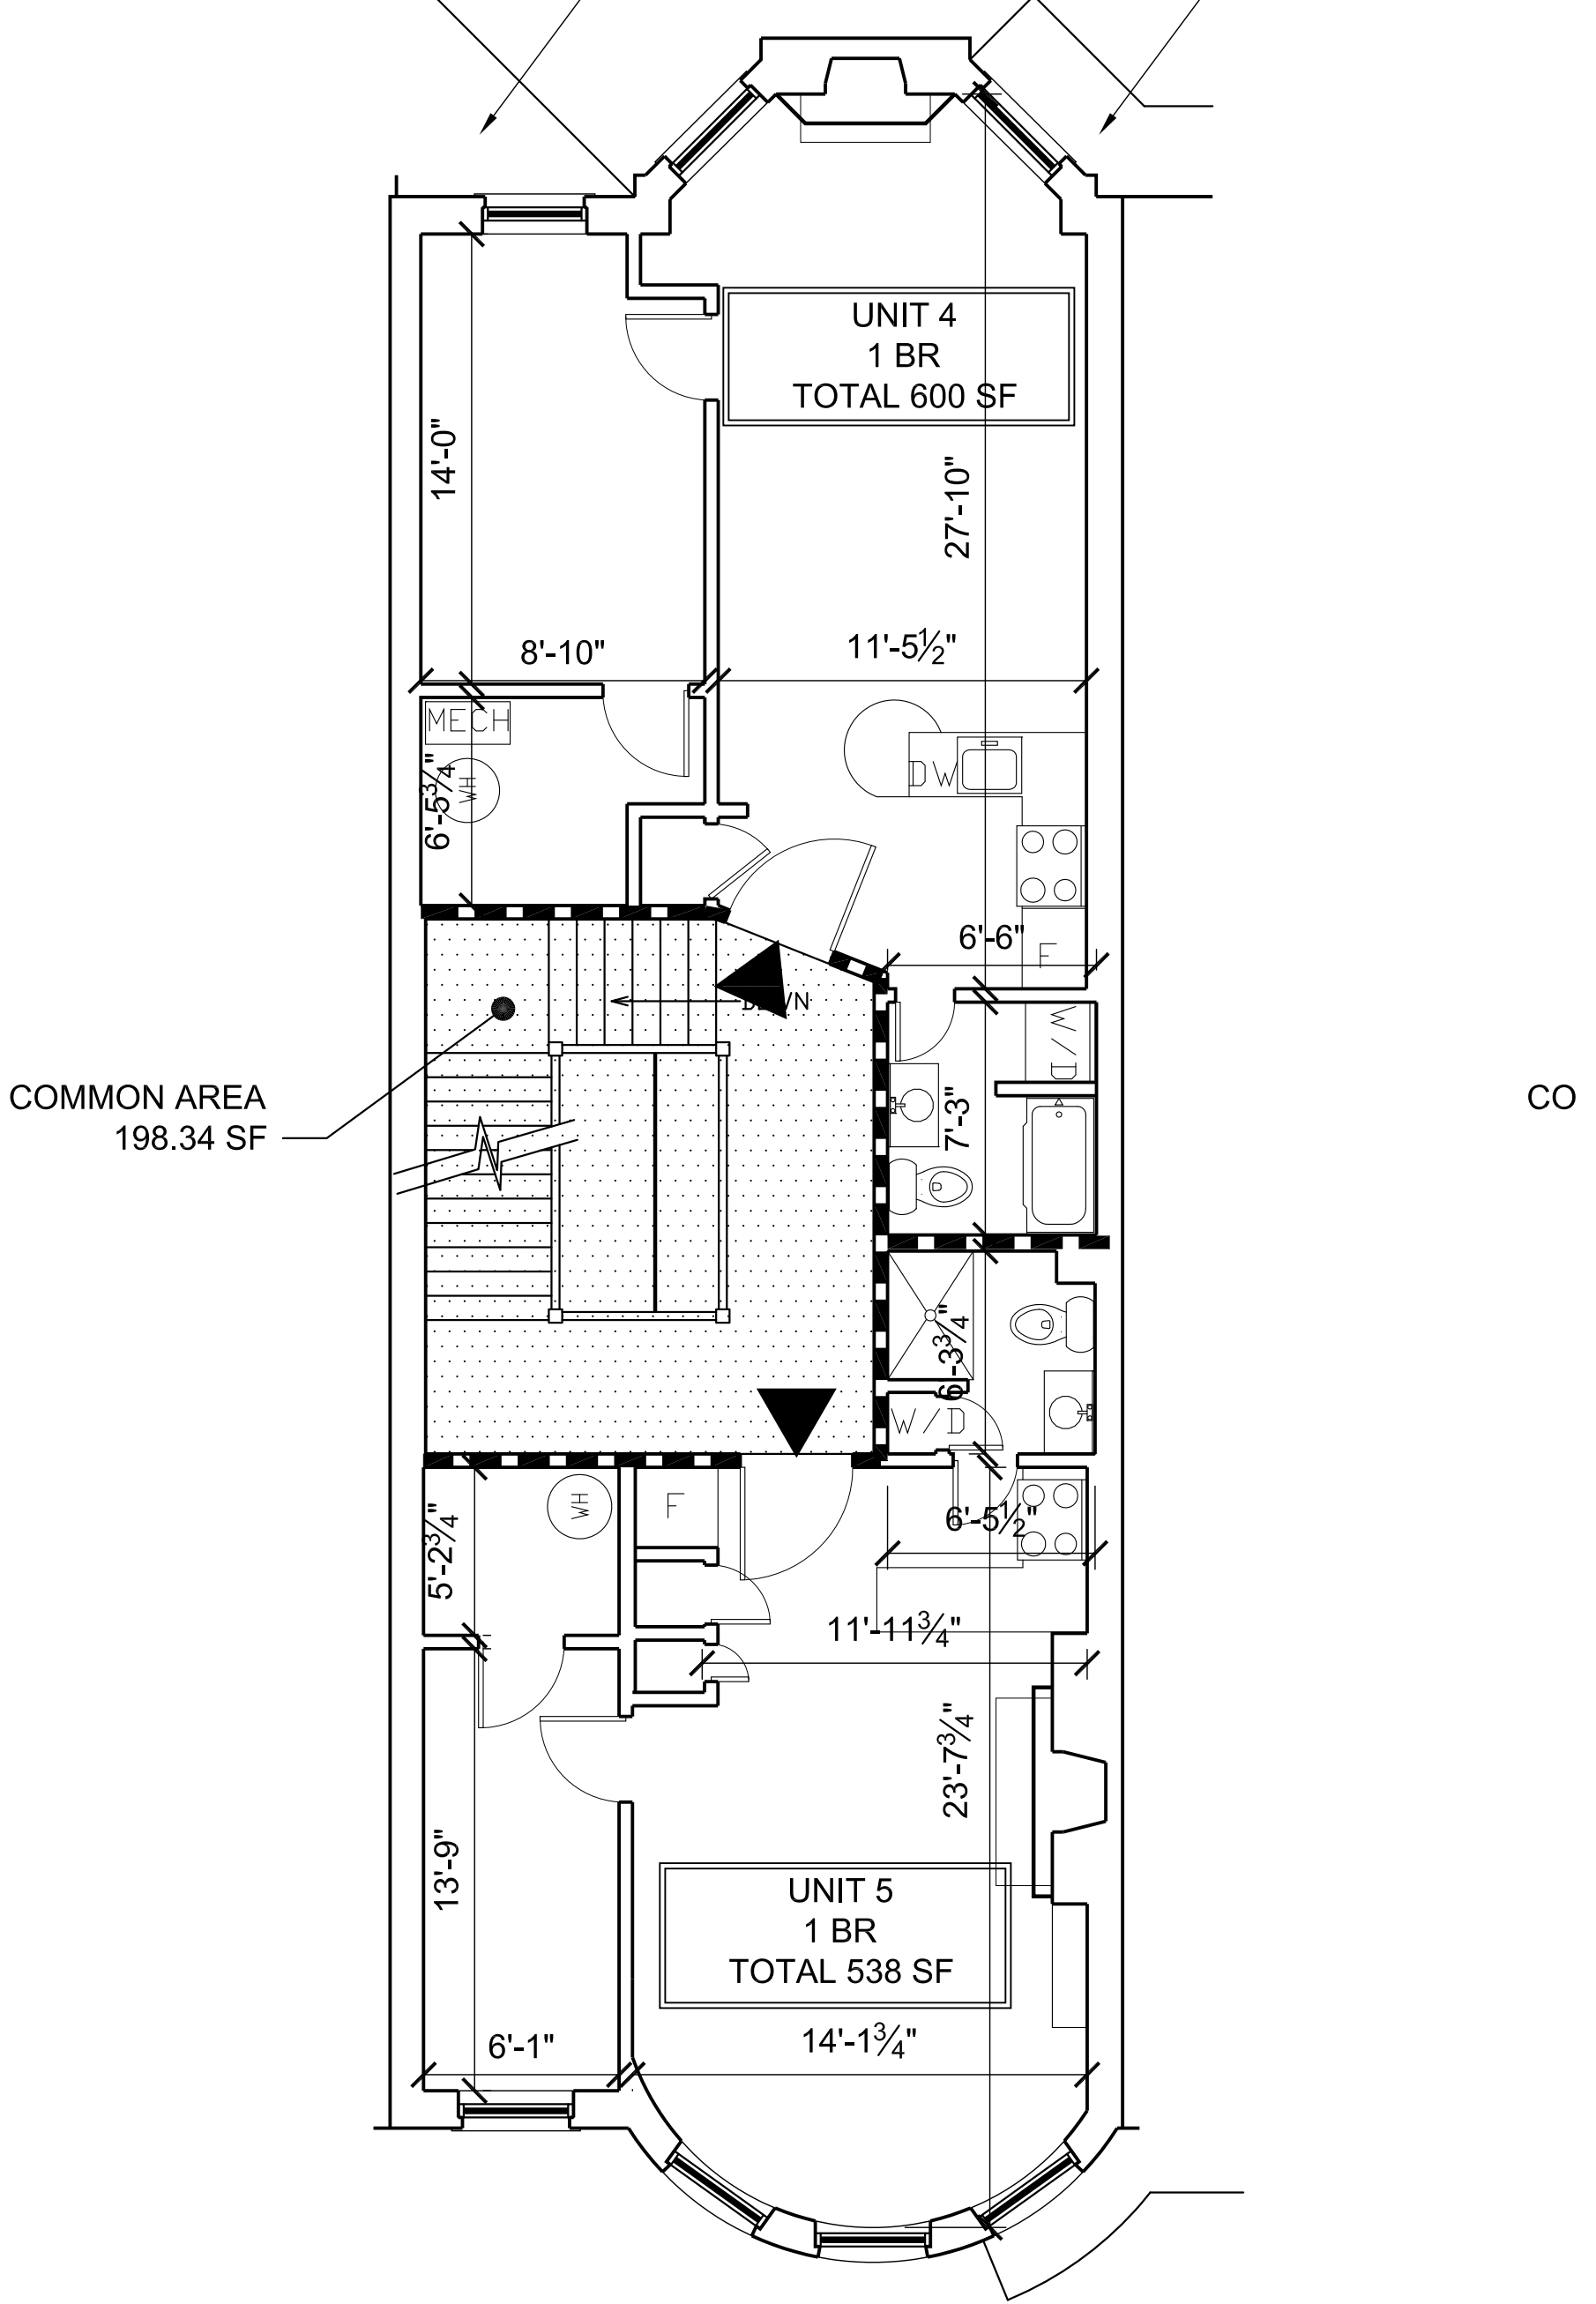 UNIT 4
1 BR
TOTAL 600 SF
14'-0"
27'-10"
8'-10"
11'-5½"
MECH
WH
6'-5¾"
DW
6'-6"
F
DOWN
W/D
COMMON AREA
198.34 SF
7'-3"
CO
6'-3¾"
W/D
WH
F
5'-2¾"
6'-5½"
11'-11¾"
23'-7¾"
13'-9"
UNIT 5
1 BR
TOTAL 538 SF
6'-1"
14'-1¾"